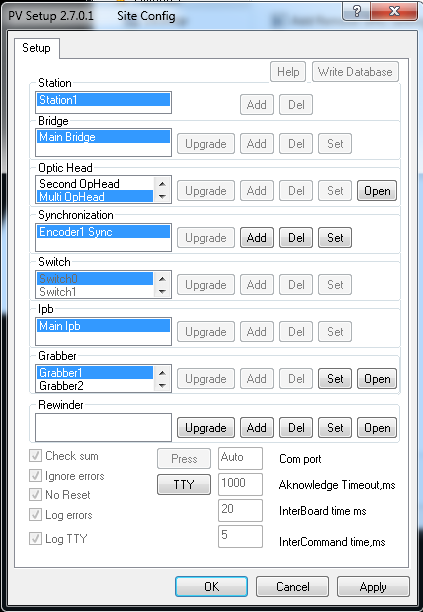 PV Setup 2.7.0.1 Site Config
Setup
Help Write Database
Station
Station1
Add Del
Bridge
Main Bridge
Upgrade Add Del Set
Optic Head
Second OpHead
Multi OpHead
Upgrade Add Del Set Open
Synchronization
Encoder1 Sync
Upgrade Add Del Set
Switch
Switch0
Switch1
Upgrade Add Del Set
Ipb
Main Ipb
Upgrade Add Del Set
Grabber
Grabber1
Grabber2
Upgrade Add Del Set Open
Rewinder
Upgrade Add Del Set Open
Check sum Press Auto Com port
Ignore errors
TTY 1000 Aknowledge Timeout,ms
No Reset
Log errors 20 InterBoard time ms
Log TTY 5 InterCommand time,ms
OK Cancel Apply